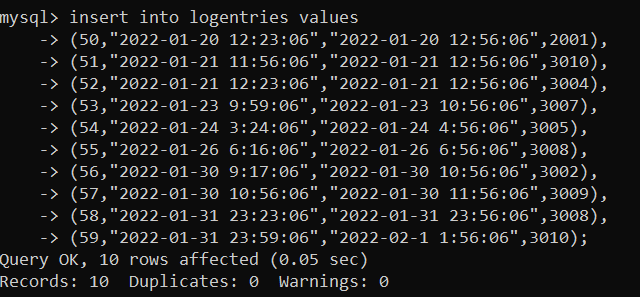 mysql> insert into logentries values
    -> (50,"2022-01-20 12:23:06","2022-01-20 12:56:06",2001),
    -> (51,"2022-01-21 11:56:06","2022-01-21 12:56:06",3010),
    -> (52,"2022-01-21 12:23:06","2022-01-21 12:56:06",3004),
    -> (53,"2022-01-23 9:59:06","2022-01-23 10:56:06",3007),
    -> (54,"2022-01-24 3:24:06","2022-01-24 4:56:06",3005),
    -> (55,"2022-01-26 6:16:06","2022-01-26 6:56:06",3008),
    -> (56,"2022-01-30 9:17:06","2022-01-30 10:56:06",3002),
    -> (57,"2022-01-30 10:56:06","2022-01-30 11:56:06",3009),
    -> (58,"2022-01-31 23:23:06","2022-01-31 23:56:06",3008),
    -> (59,"2022-01-31 23:59:06","2022-02-1 1:56:06",3010);
Query OK, 10 rows affected (0.05 sec)
Records: 10  Duplicates: 0  Warnings: 0